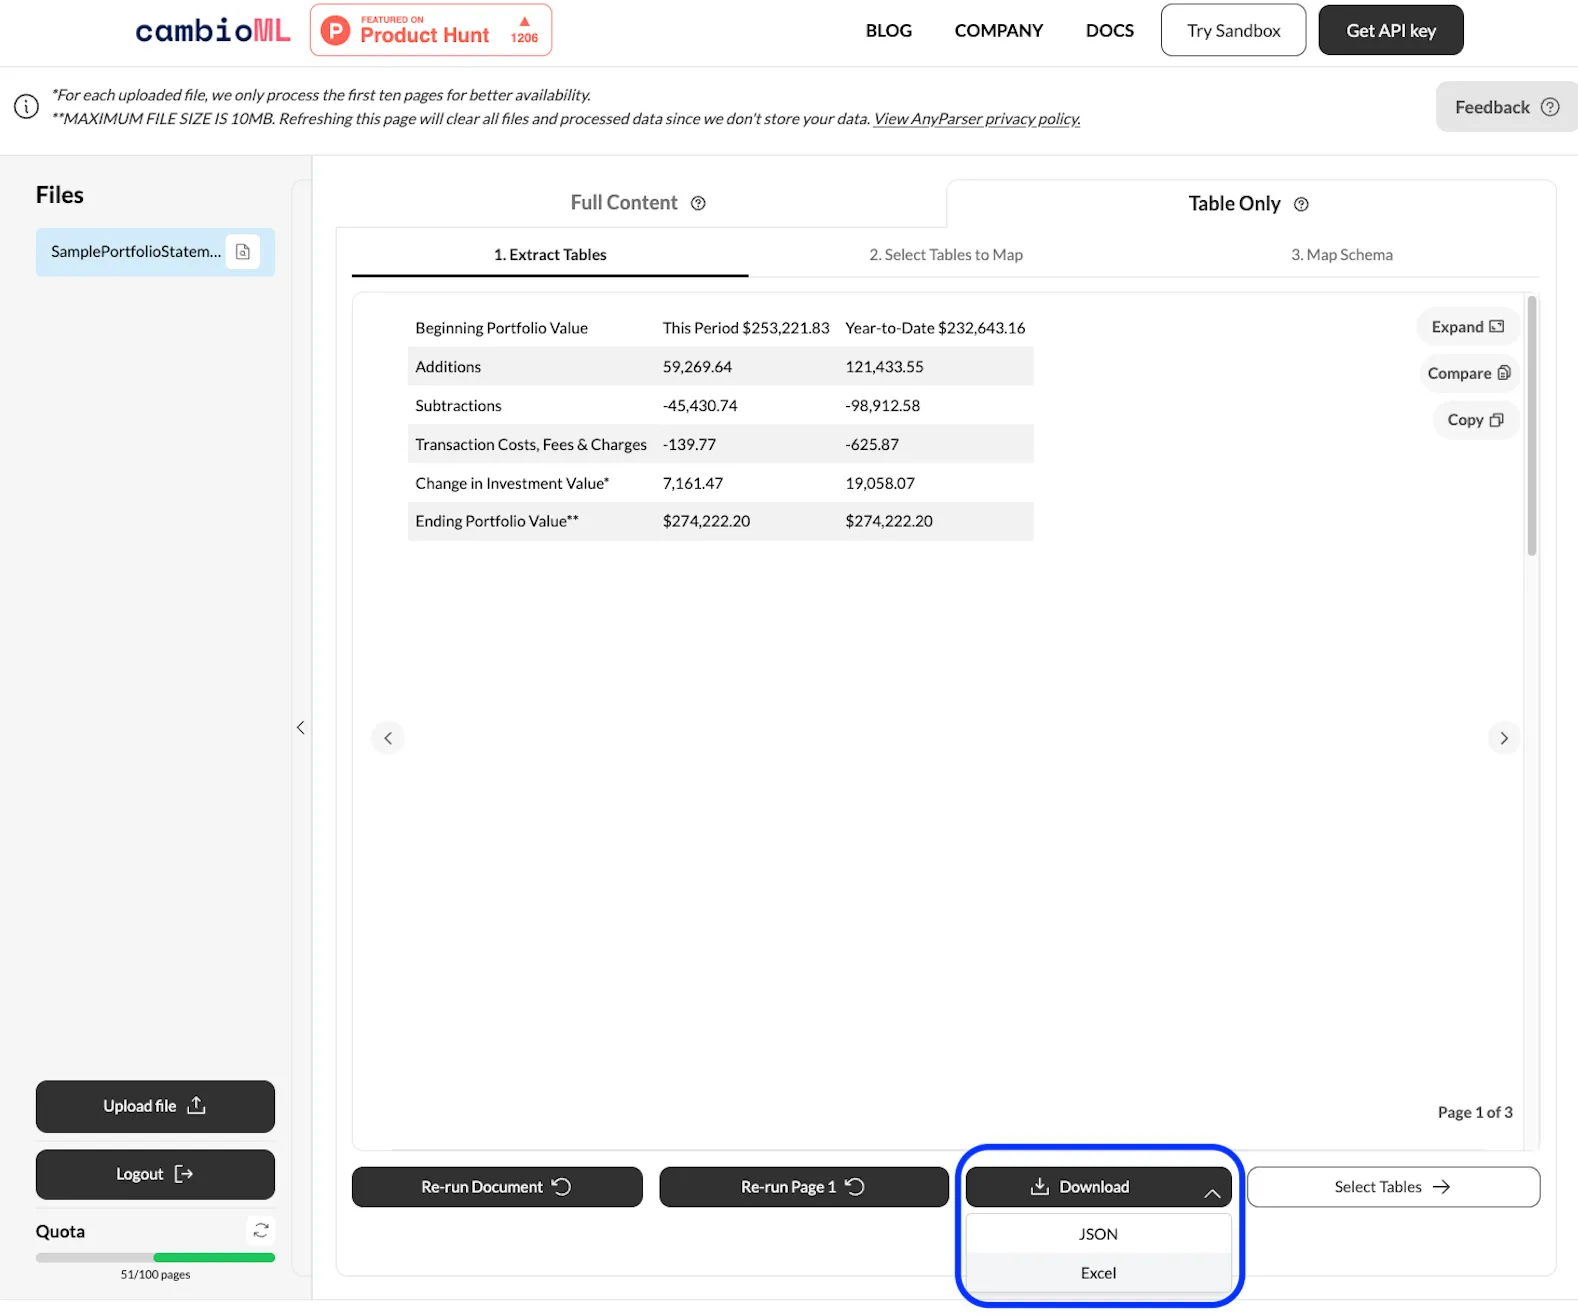 cambioML
P
FEATURED ON
Product Hunt
1206
BLOG
COMPANY
DOCS
Try Sandbox
Get API key
*For each uploaded file, we only process the first ten pages for better availability.
**MAXIMUM FILE SIZE IS 10MB. Refreshing this page will clear all files and processed data since we don't store your data. View AnyParser privacy policy.
Feedback
Files
SamplePortfolioStatem...
Full Content
Table Only
1. Extract Tables
2. Select Tables to Map
3. Map Schema
Beginning Portfolio Value This Period $253,221.83 Year-to-Date $232,643.16
Additions 59,269.64 121,433.55
Subtractions -45,430.74 -98,912.58
Transaction Costs, Fees & Charges -139.77 -625.87
Change in Investment Value* 7,161.47 19,058.07
Ending Portfolio Value** $274,222.20 $274,222.20
Expand
Compare
Copy
Page 1 of 3
Upload file
Logout
Quota
51/100 pages
Re-run Document
Re-run Page 1
Download
JSON
Excel
Select Tables